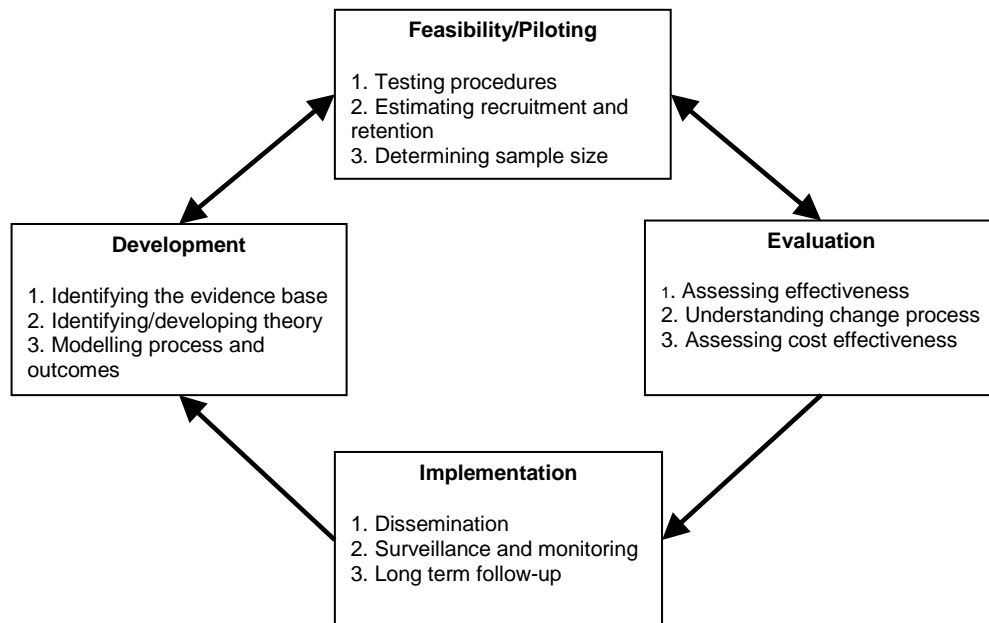 Feasibility/Piloting
1. Testing procedures
2. Estimating recruitment and
retention
3. Determining sample size
Development
1. Identifying the evidence base
2. Identifying/developing theory
3. Modelling process and
outcomes
Evaluation
1. Assessing effectiveness
2. Understanding change process
3. Assessing cost effectiveness
Implementation
1. Dissemination
2. Surveillance and monitoring
3. Long term follow-up